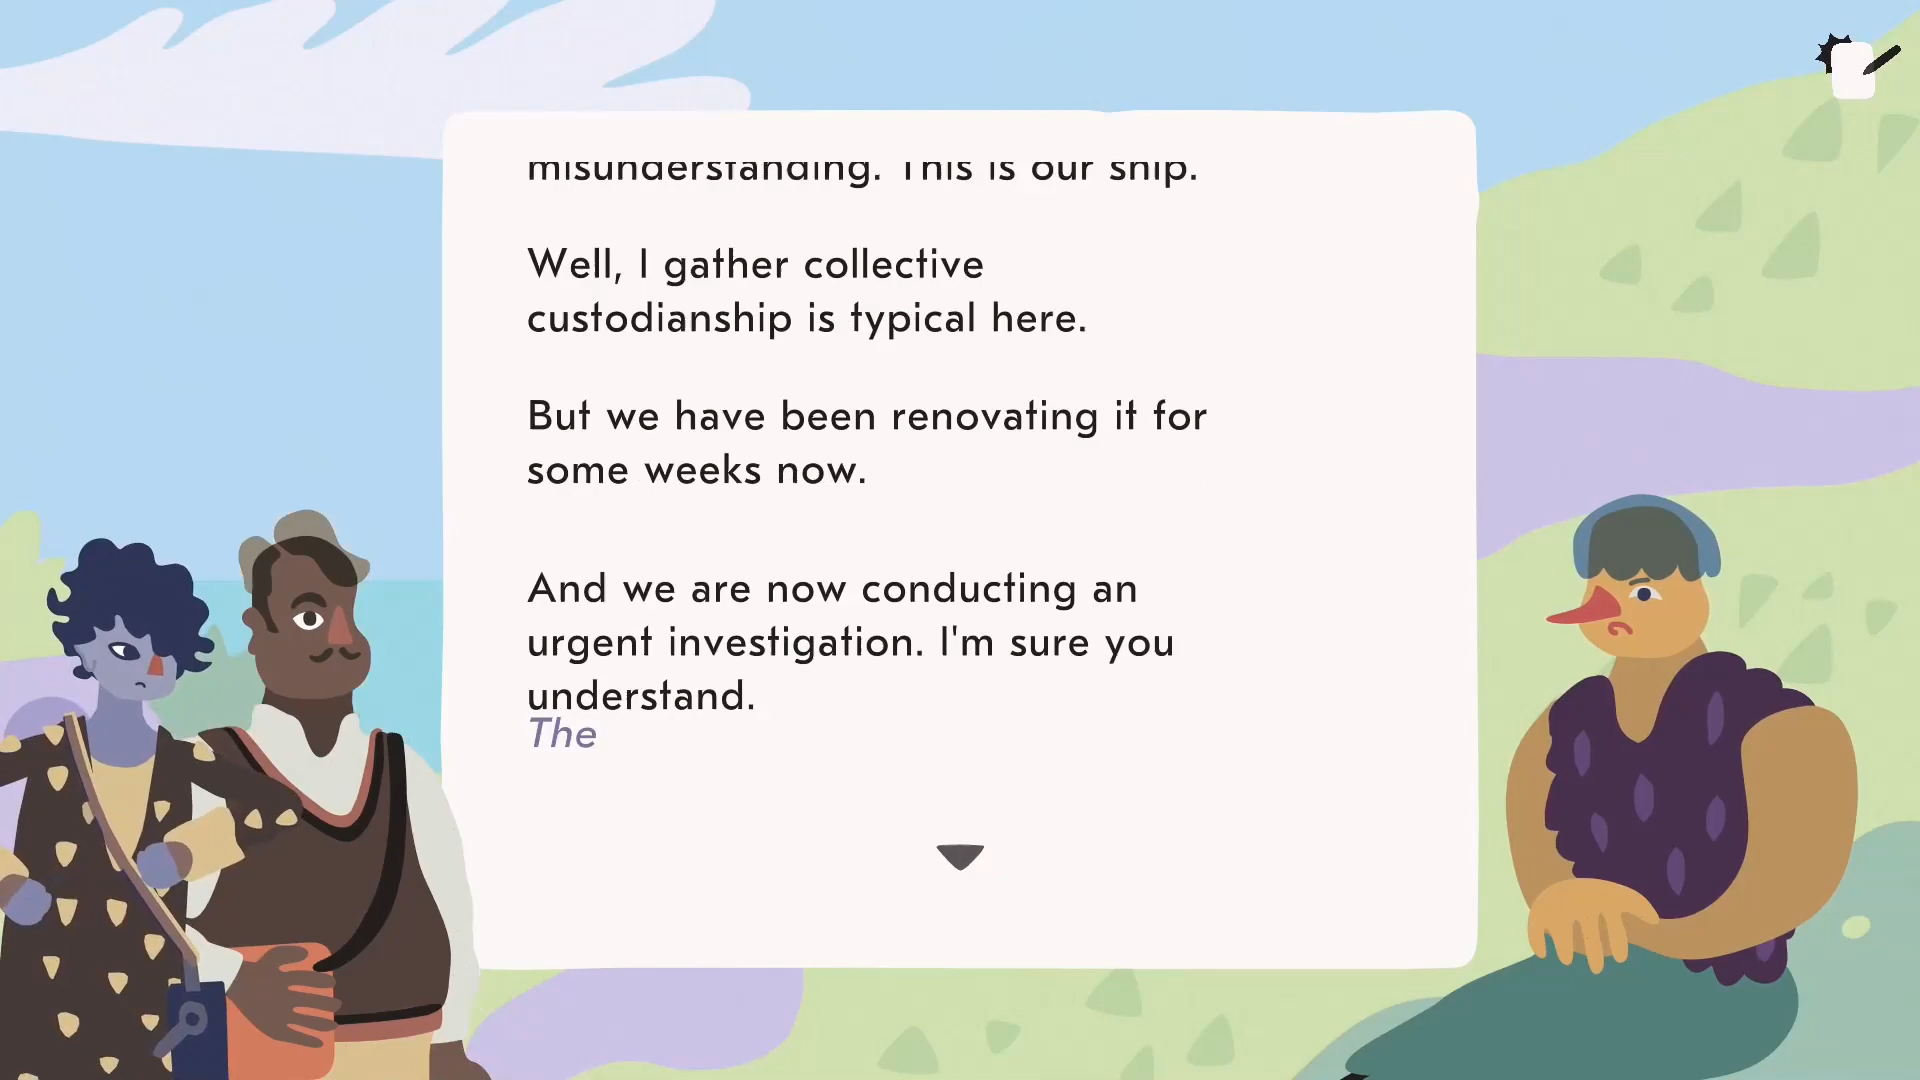 misunderstanding. This is our ship.
Well, I gather collective
custodianship is typical here.
But we have been renovating it for
some weeks now.
And we are now conducting an
urgent investigation. I'm sure you
understand.
The